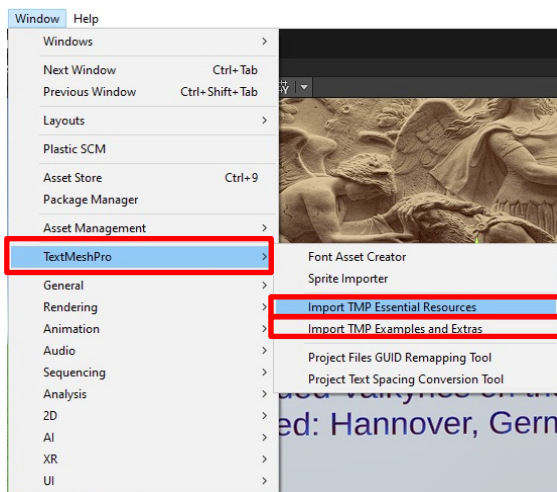 Window Help
Windows
Next Window Ctrl+Tab
Previous Window Ctrl+Shift+Tab
Layouts
Plastic SCM
Asset Store Ctrl+9
Package Manager
Asset Management
TextMeshPro
Font Asset Creator
Sprite Importer
General
Rendering
Import TMP Essential Resources
Animation
Import TMP Examples and Extras
Audio
Project Files GUID Remapping Tool
Sequencing
Project Text Spacing Conversion Tool
Analysis
2D
ed: Hannover, Gern
AI
XR
UI